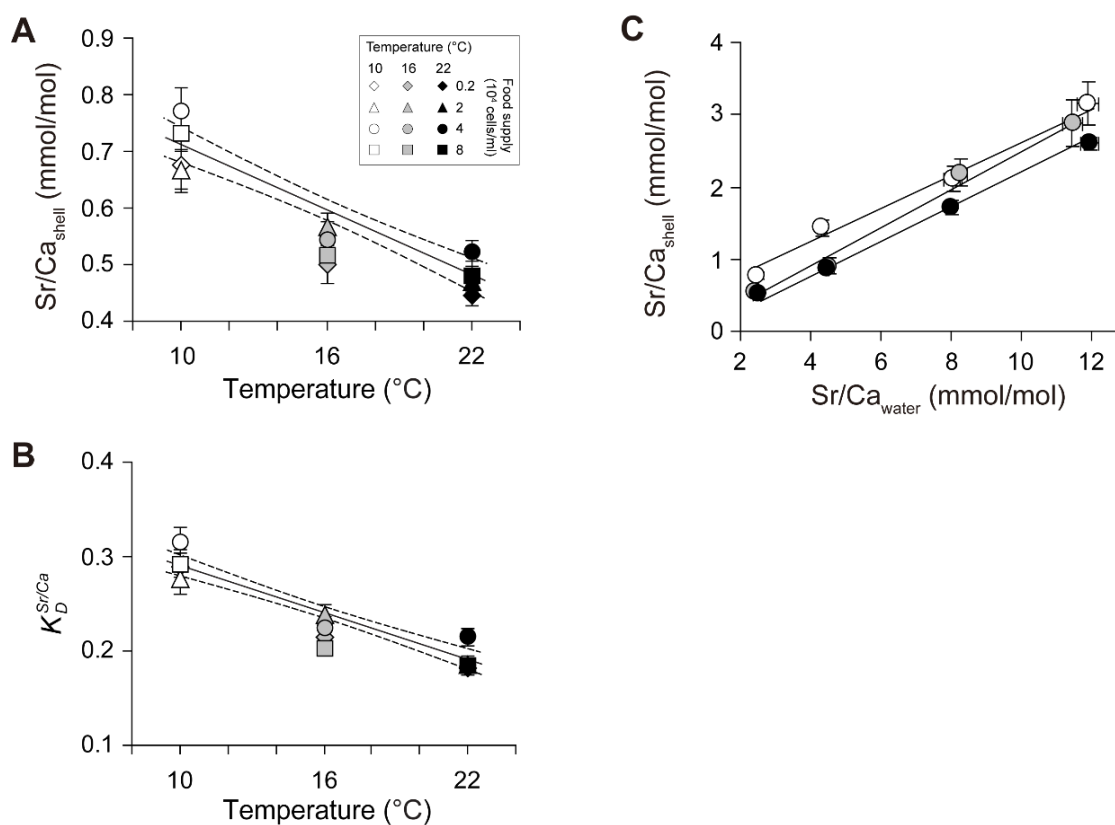 A
Sr/Ca_shell (mmol/mol)
0.9
0.8
0.7
0.6
0.5
0.4
10
16
22
Temperature (°C)
Temperature (°C)
10 16 22
0.2
2
4
8
Food supply
(10⁴ cells/ml)
B
K_D^Sr/Ca
0.4
0.3
0.2
0.1
10
16
22
Temperature (°C)
C
Sr/Ca_shell (mmol/mol)
4
3
2
1
0
2
4
6
8
10
12
Sr/Ca_water (mmol/mol)